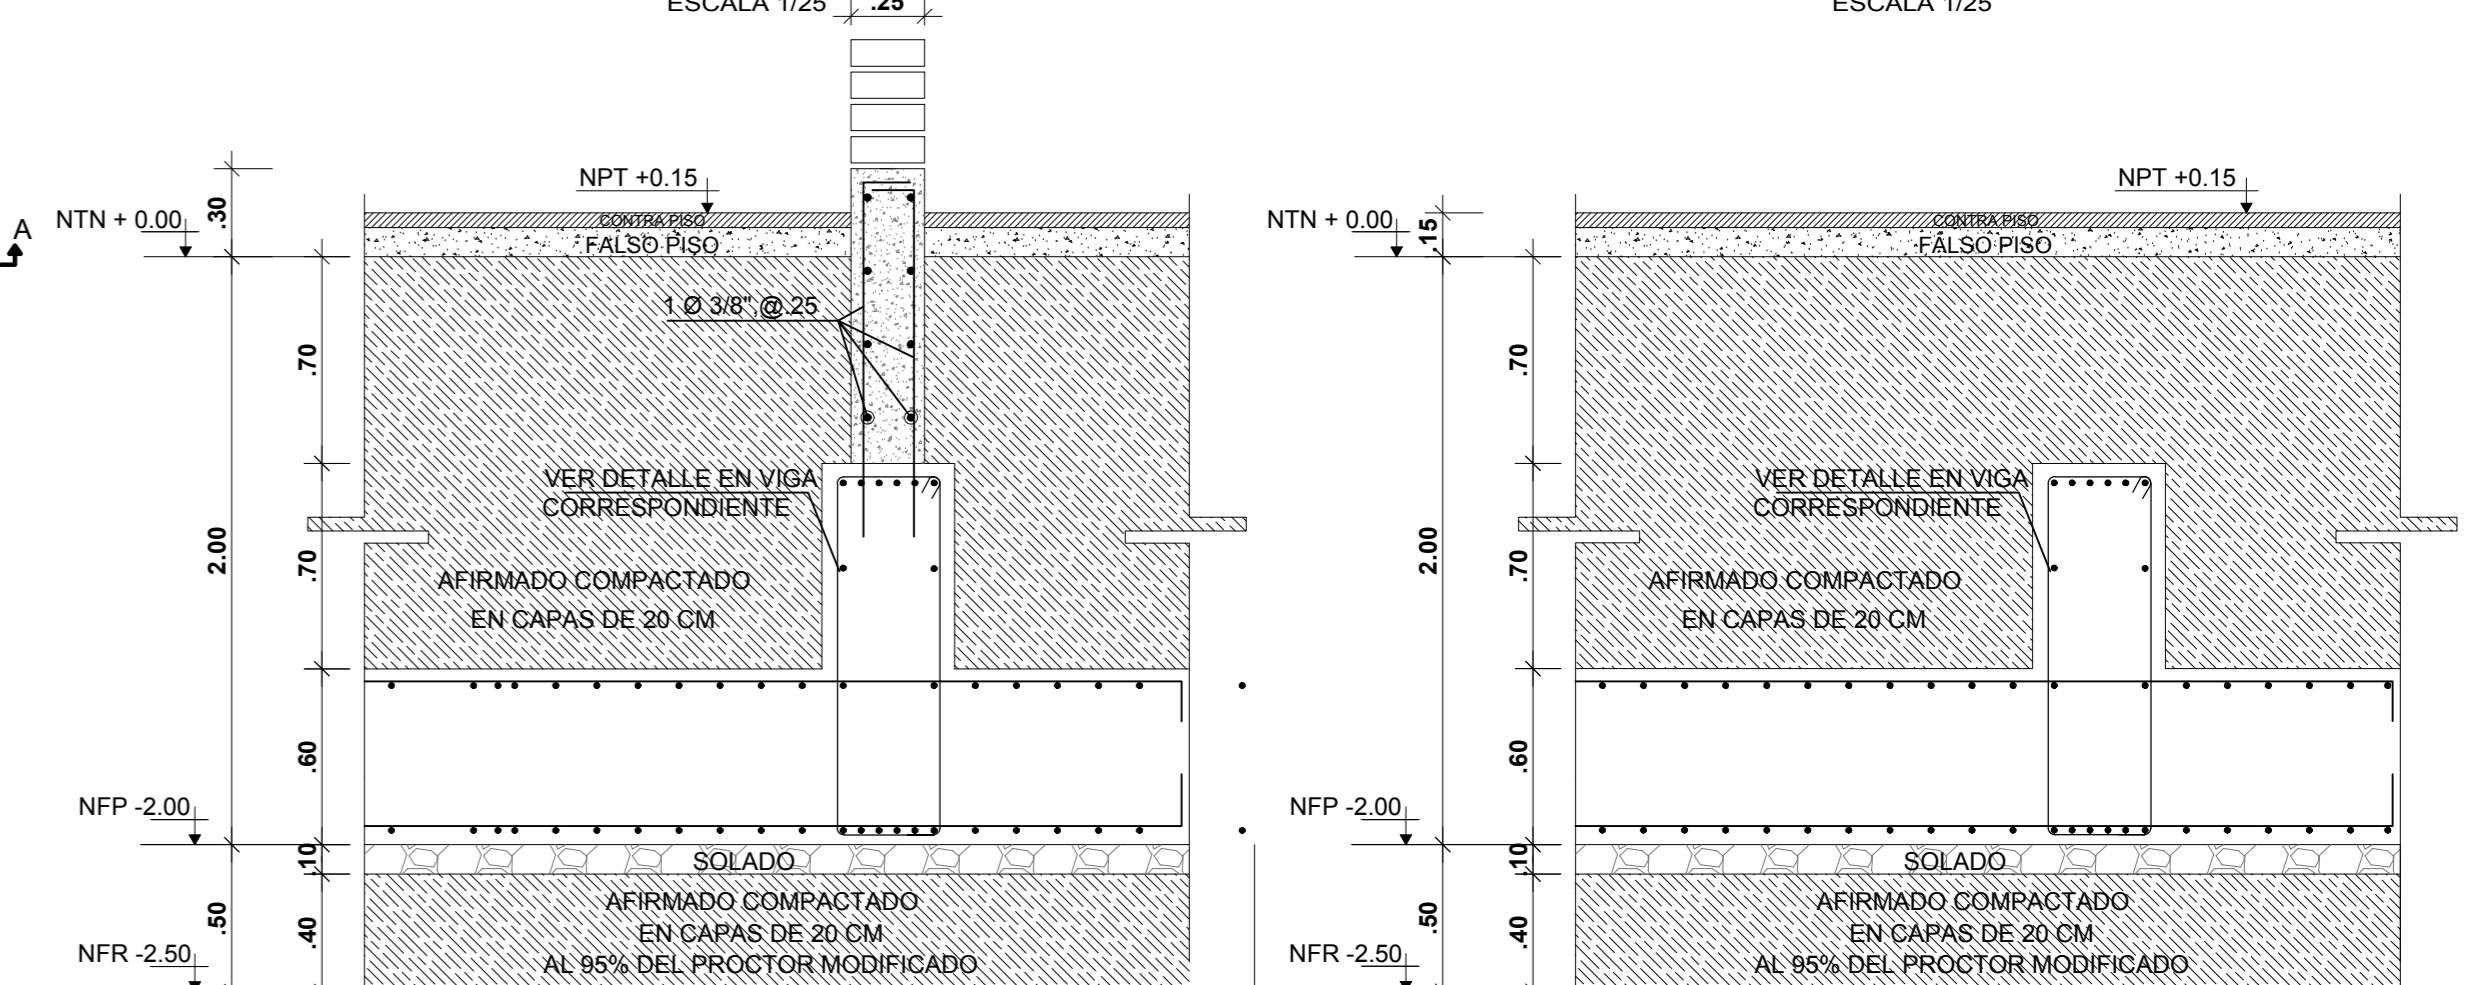 ESCALA 1/25
.25
NPT +0.15
NTN + 0.00
A
.30
CONTRA PISO
FALSO PISO
1 Ø 3/8",@.25
.70
VER DETALLE EN VIGA
CORRESPONDIENTE
2.00
.70
AFIRMADO COMPACTADO
EN CAPAS DE 20 CM
.60
NFP -2.00
.10
SOLADO
.50
.40
AFIRMADO COMPACTADO
EN CAPAS DE 20 CM
AL 95% DEL PROCTOR MODIFICADO
NFR -2.50
ESCALA 1/25
NPT +0.15
NTN + 0.00
.15
CONTRA PISO
FALSO PISO
.70
VER DETALLE EN VIGA
CORRESPONDIENTE
2.00
.70
AFIRMADO COMPACTADO
EN CAPAS DE 20 CM
.60
NFP -2.00
.10
SOLADO
.50
.40
AFIRMADO COMPACTADO
EN CAPAS DE 20 CM
AL 95% DEL PROCTOR MODIFICADO
NFR -2.50